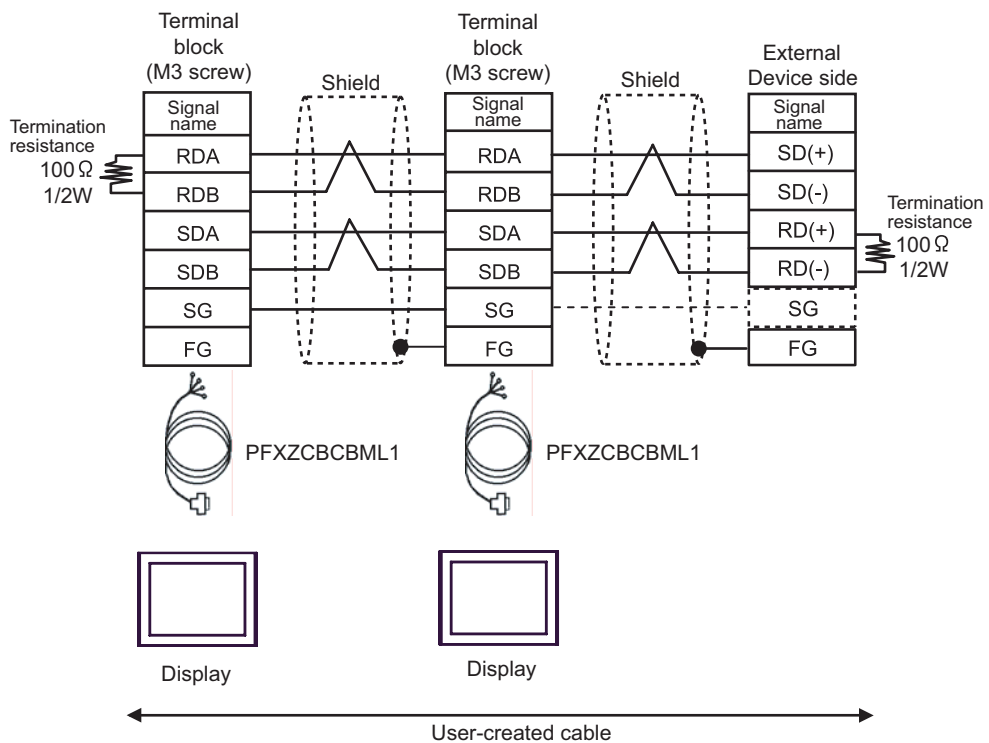 Terminal
block
(M3 screw)
Terminal
block
(M3 screw)
External
Device side
Shield
Shield
Signal
name
Signal
name
Signal
name
Termination
resistance
100 Ω
1/2W
RDA
RDA
SD(+)
RDB
RDB
SD(-)
Termination
resistance
100 Ω
1/2W
SDA
SDA
RD(+)
SDB
SDB
RD(-)
SG
SG
SG
FG
FG
FG
PFXZCBCBML1
PFXZCBCBML1
Display
Display
User-created cable